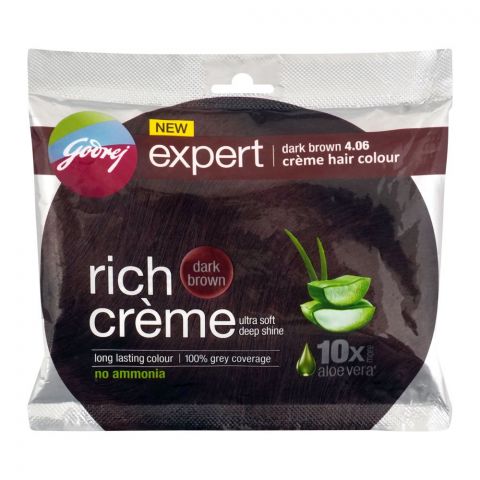 Godrej
NEW
expert
dark brown 4.06
crème hair colour
dark
brown
rich
crème
ultra soft
deep shine
long lasting colour | 100% grey coverage
no ammonia
10x more
aloe vera*